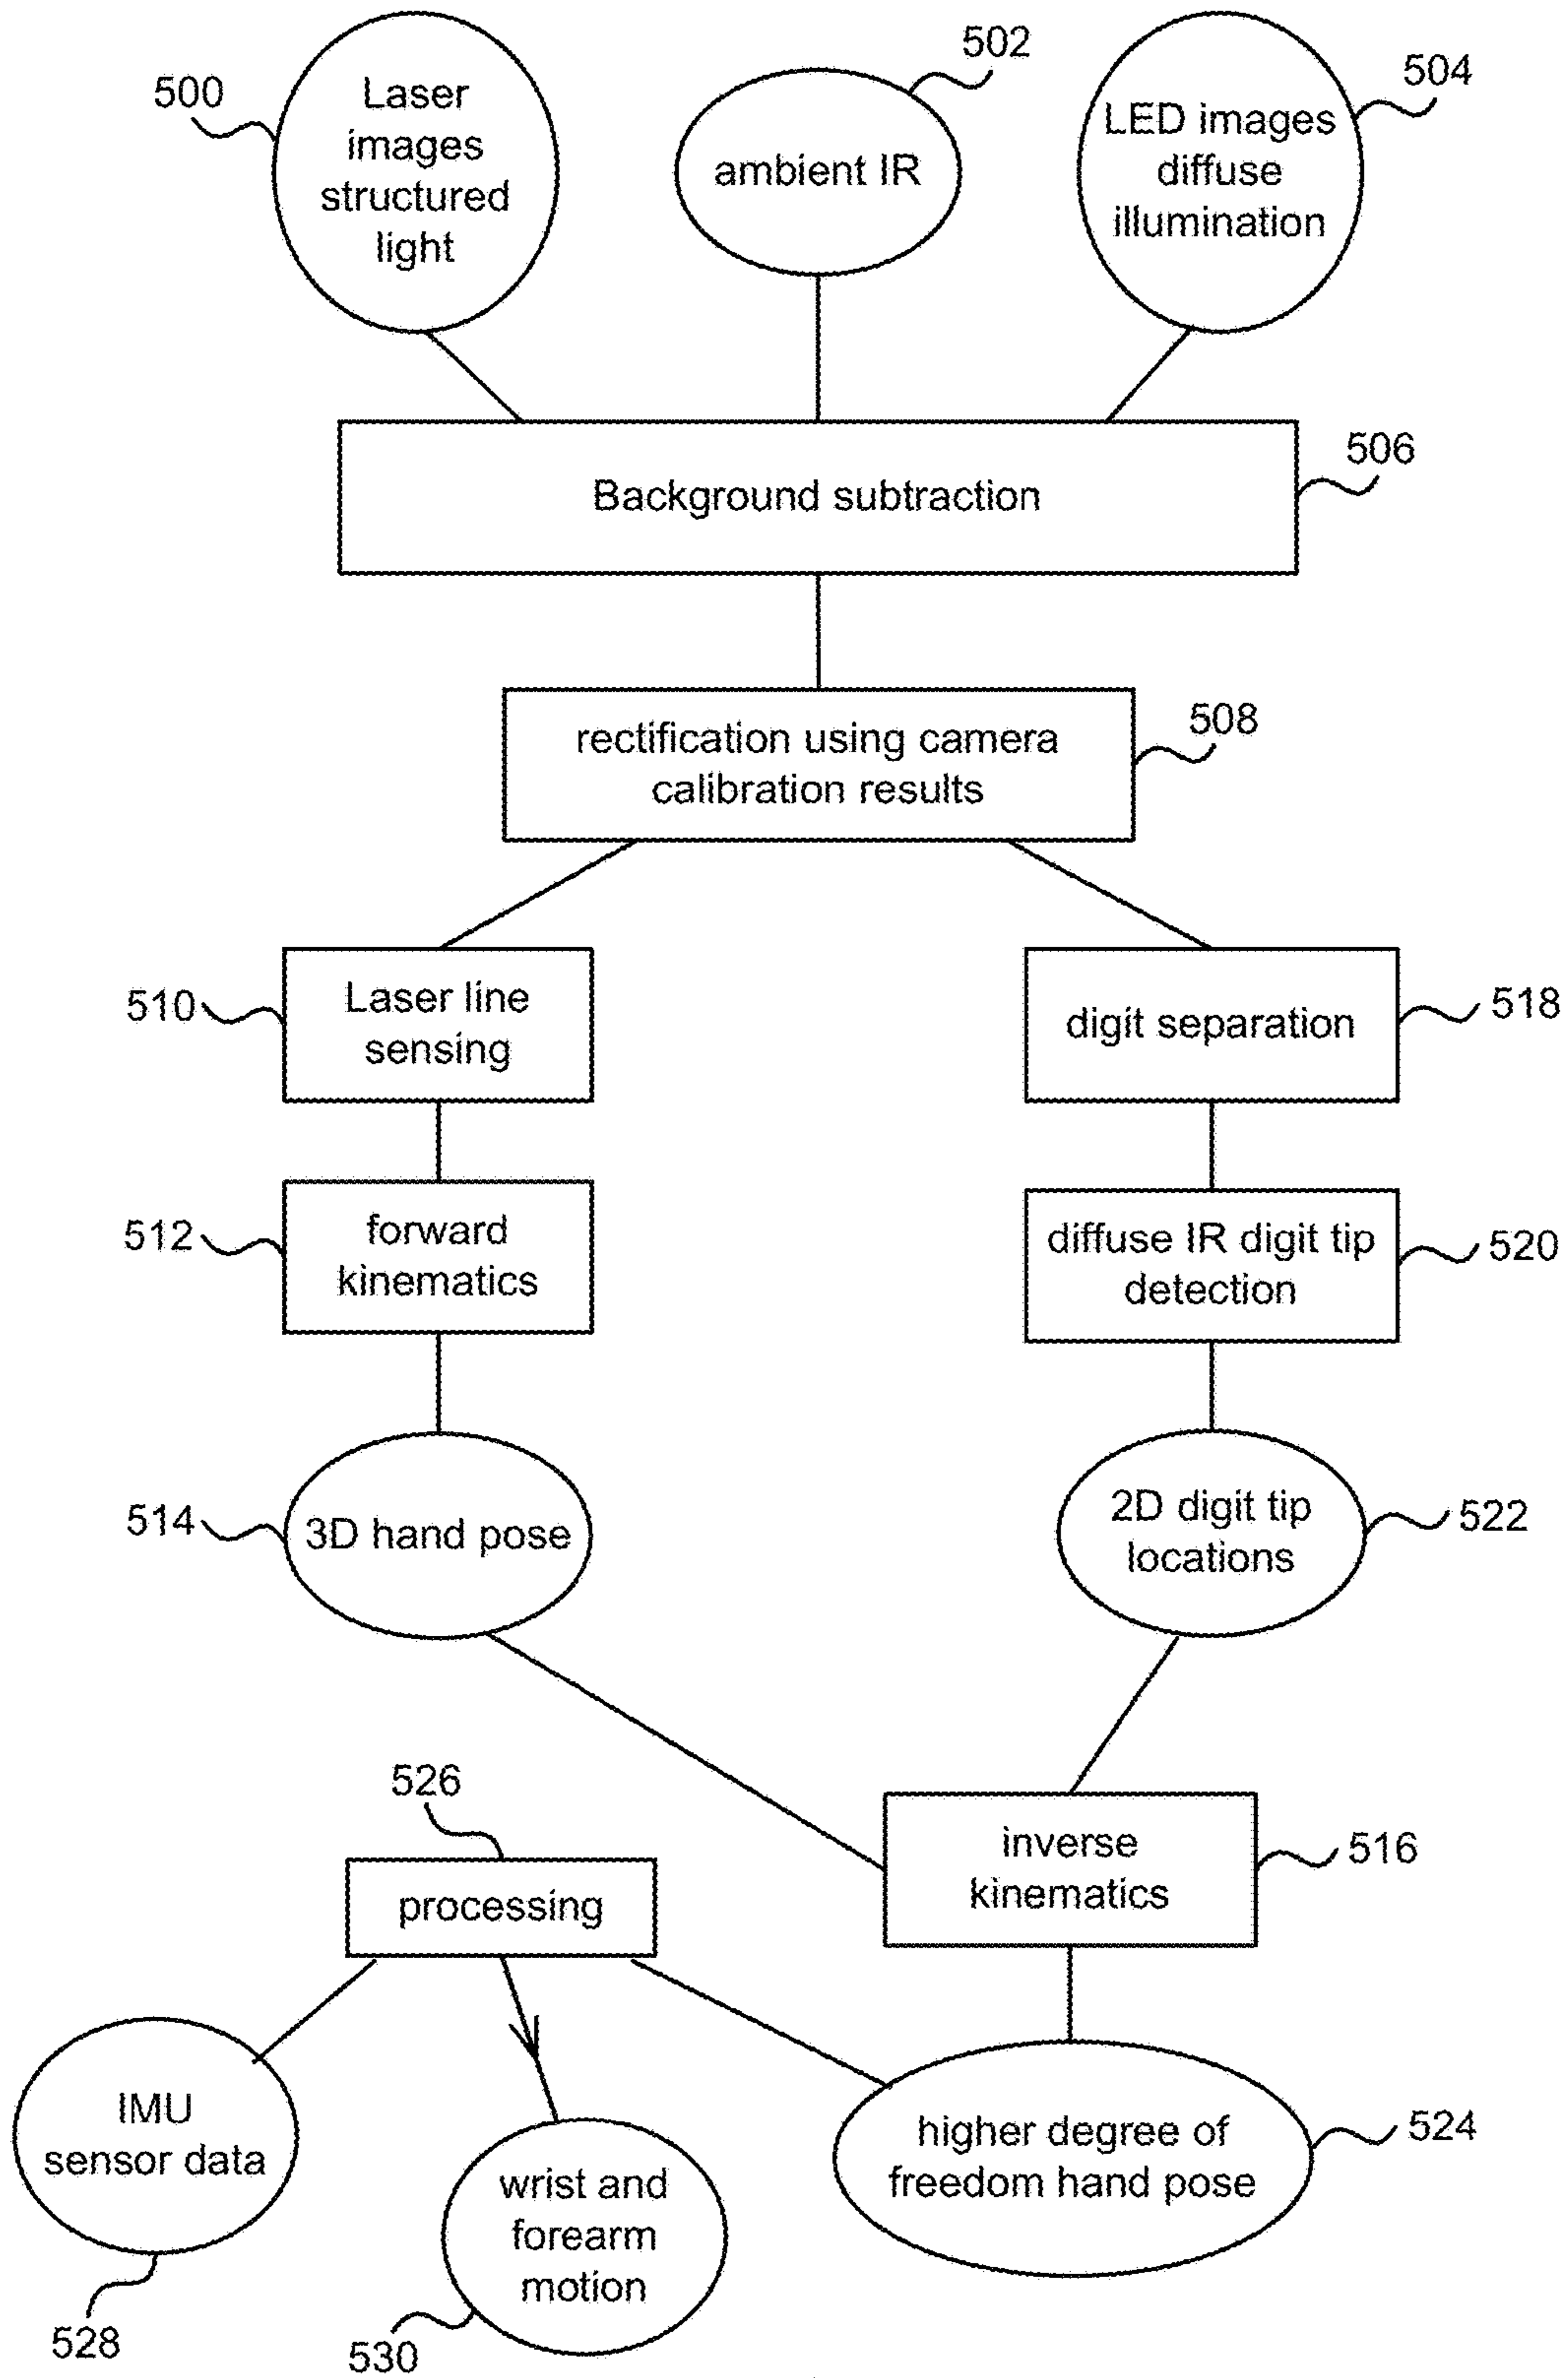 502
500
504
Laser
images
structured
light
ambient IR
LED images
diffuse
illumination
506
Background subtraction
508
rectification using camera
calibration results
510
Laser line
sensing
digit separation
518
512
forward
kinematics
diffuse IR digit tip
detection
520
514
3D hand pose
2D digit tip
locations
522
526
processing
inverse
kinematics
516
IMU
sensor data
528
wrist and
forearm
motion
530
higher degree of
freedom hand pose
524